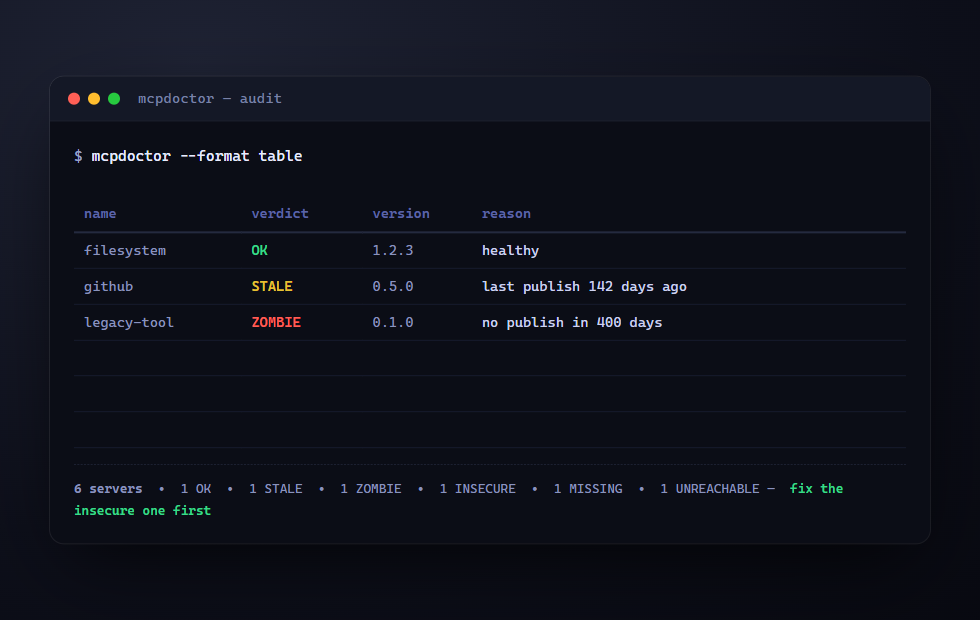 mcpdoctor — audit
$ mcpdoctor --format table
name verdict version reason
filesystem OK 1.2.3 healthy
github STALE 0.5.0 last publish 142 days ago
legacy-tool ZOMBIE 0.1.0 no publish in 400 days
6 servers • 1 OK • 1 STALE • 1 ZOMBIE • 1 INSECURE • 1 MISSING • 1 UNREACHABLE — fix the
insecure one first